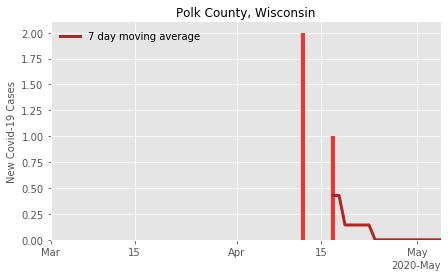 Polk County, Wisconsin
7 day moving average
New Covid-19 Cases
2.00
1.75
1.50
1.25
1.00
0.75
0.50
0.25
0.00
Mar
15
Apr
15
May
2020-May